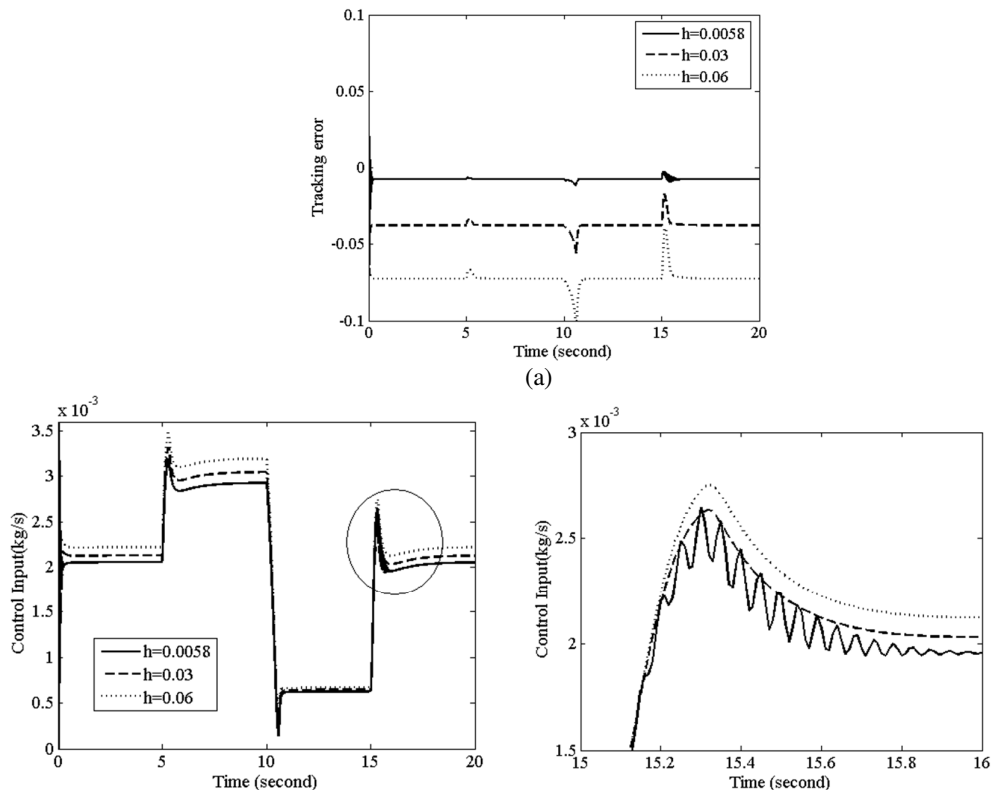 0.1
h=0.0058
h=0.03
h=0.06
0.05
0
-0.05
-0.1
Tracking error
0 5 10 15 20
Time (second)
(a)
x 10⁻³
3.5
3
2.5
2
1.5
1
0.5
0
Control Input(kg/s)
h=0.0058
h=0.03
h=0.06
0 5 10 15 20
Time (second)
x 10⁻³
3
2.5
2
1.5
Control Input(kg/s)
15 15.2 15.4 15.6 15.8 16
Time (second)